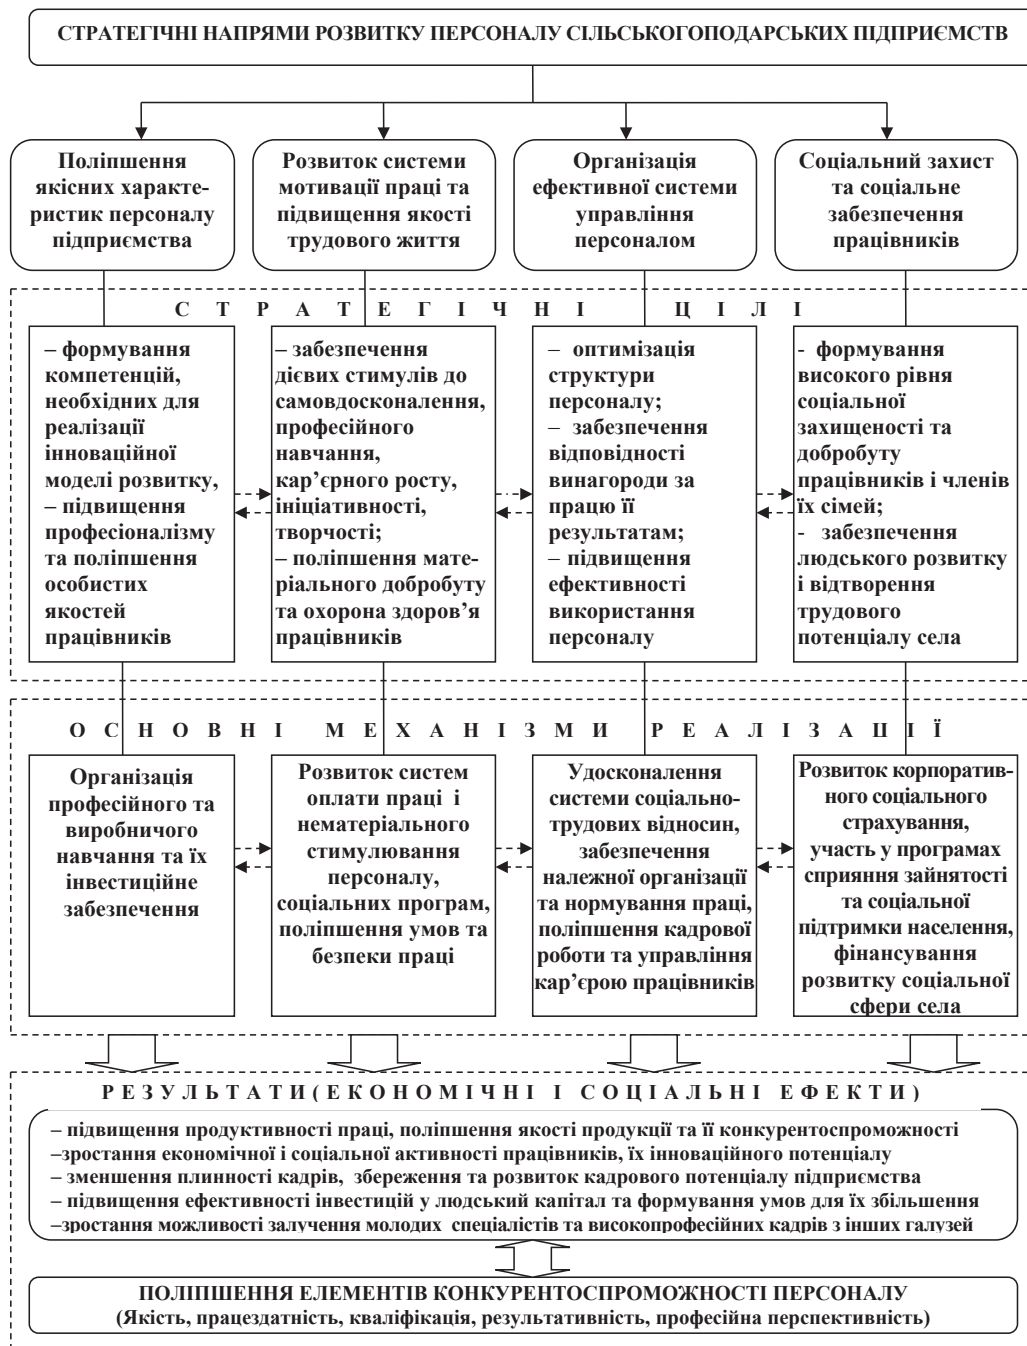 СТРАТЕГІЧНІ НАПРЯМИ РОЗВИТКУ ПЕРСОНАЛУ СІЛЬСЬКОГОПОДАРСЬКИХ ПІДПРИЄМСТВ
Поліпшення
якісних характе-
ристик персоналу
підприємства
Розвиток системи
мотивації праці та
підвищення якості
трудового життя
Організація
ефективної системи
управління
персоналом
Соціальний захист
та соціальне
забезпечення
працівників
С Т Р А Т Е Г І Ч Н І Ц І Л І
– формування
компетенцій,
необхідних для
реалізації
інноваційної
моделі розвитку,
– підвищення
професіоналізму
та поліпшення
особистих
якостей
працівників
– забезпечення
дієвих стимулів до
самовдосконалення,
професійного
навчання,
кар’єрного росту,
ініціативності,
творчості;
– поліпшення мате-
ріального добробуту
та охорона здоров’я
працівників
– оптимізація
структури
персоналу;
– забезпечення
відповідності
винагороди за
працю її
результатам;
– підвищення
ефективності
використання
персоналу
- формування
високого рівня
соціальної
захищеності та
добробуту
працівників і членів
їх сімей;
- забезпечення
людського розвитку
і відтворення
трудового
потенціалу села
О С Н О В Н І М Е Х А Н І З М И Р Е А Л І З А Ц І Ї
Організація
професійного та
виробничого
навчання та їх
інвестиційне
забезпечення
Розвиток систем
оплати праці і
нематеріального
стимулювання
персоналу,
соціальних програм,
поліпшення умов та
безпеки праці
Удосконалення
системи соціально-
трудових відносин,
забезпечення
належної організації
та нормування праці,
поліпшення кадрової
роботи та управління
кар’єрою працівників
Розвиток корпоратив-
ного соціального
страхування,
участь у програмах
сприяння зайнятості
та соціальної
підтримки населення,
фінансування
розвитку соціальної
сфери села
Р Е З У Л Ь Т А Т И ( Е К О Н О М І Ч Н І І С О Ц І А Л Ь Н І Е Ф Е К Т И )
– підвищення продуктивності праці, поліпшення якості продукції та її конкурентоспроможності
–зростання економічної і соціальної активності працівників, їх інноваційного потенціалу
– зменшення плинності кадрів, збереження та розвиток кадрового потенціалу підприємства
– підвищення ефективності інвестицій у людський капітал та формування умов для їх збільшення
–зростання можливості залучення молодих спеціалістів та високопрофесійних кадрів з інших галузей
ПОЛІПШЕННЯ ЕЛЕМЕНТІВ КОНКУРЕНТОСПРОМОЖНОСТІ ПЕРСОНАЛУ
(Якість, працездатність, кваліфікація, результативність, професійна перспективність)